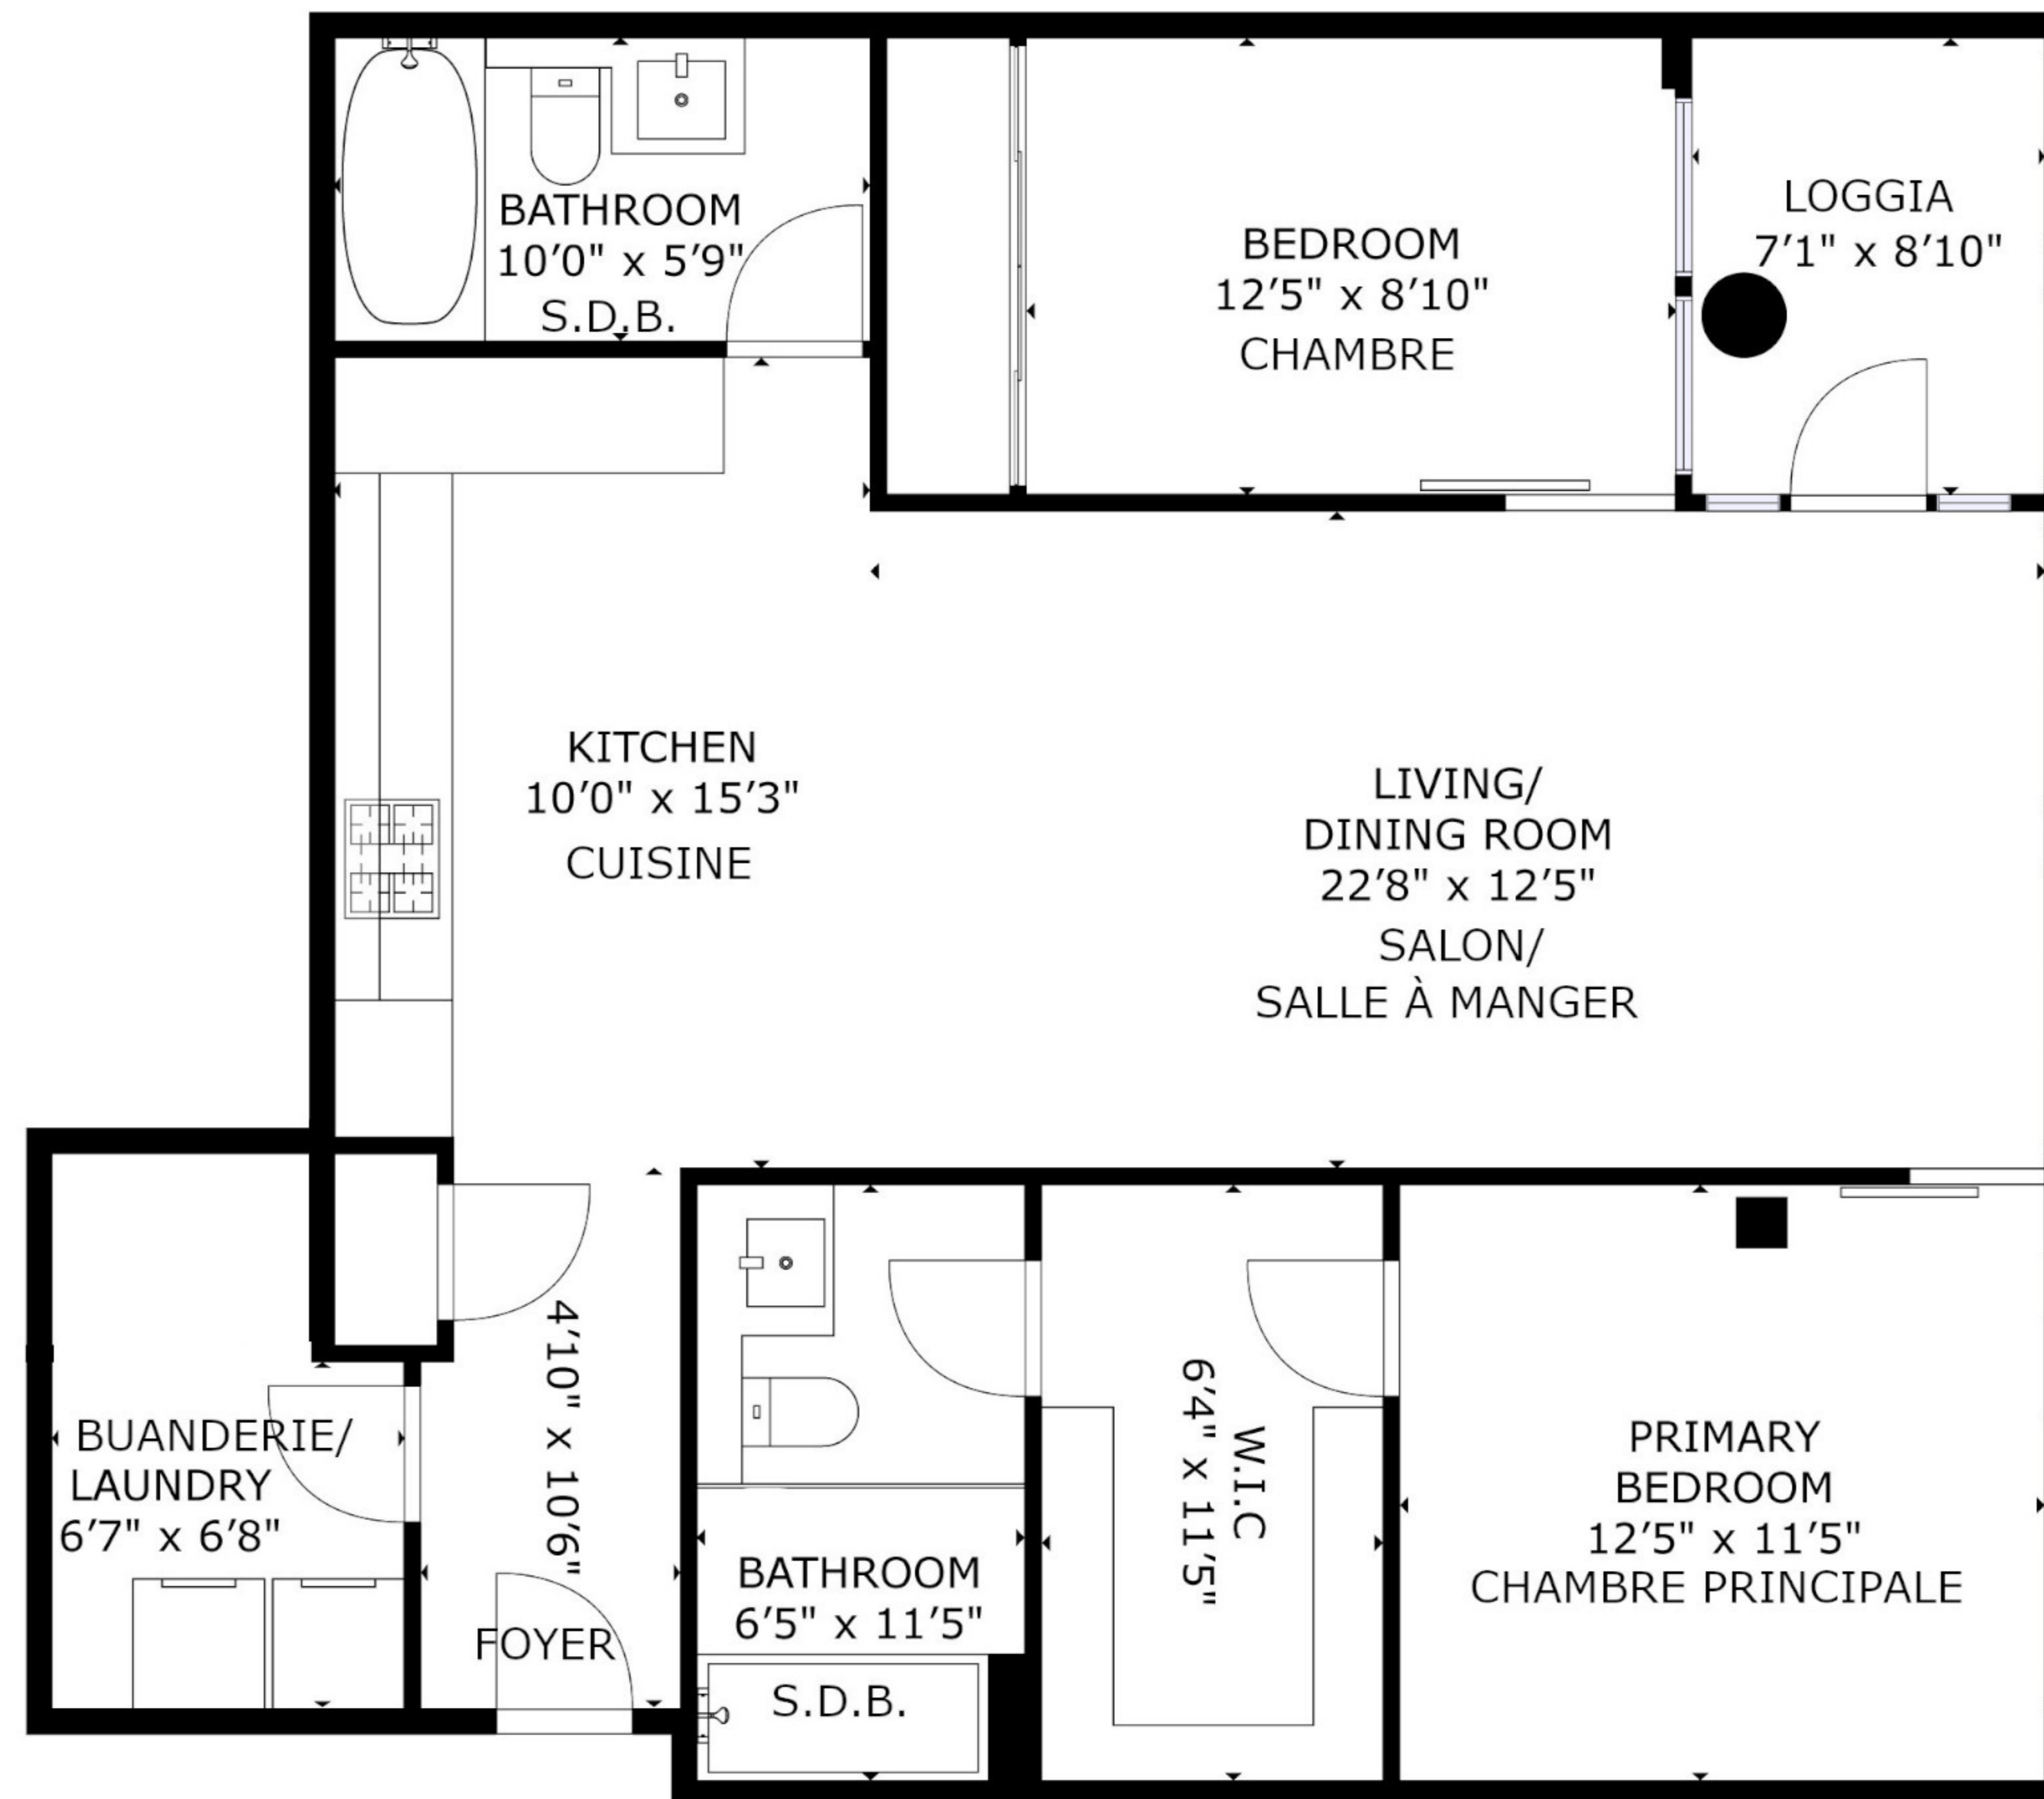 BATHROOM
10'0" x 5'9"
S.D.B.
BEDROOM
12'5" x 8'10"
CHAMBRE
LOGGIA
7'1" x 8'10"
KITCHEN
10'0" x 15'3"
CUISINE
LIVING/
DINING ROOM
22'8" x 12'5"
SALON/
SALLE À MANGER
BUANDERIE/
LAUNDRY
6'7" x 6'8"
4'10" x 10'6"
FOYER
BATHROOM
6'5" x 11'5"
S.D.B.
W.I.C
6'4" x 11'5"
PRIMARY
BEDROOM
12'5" x 11'5"
CHAMBRE PRINCIPALE